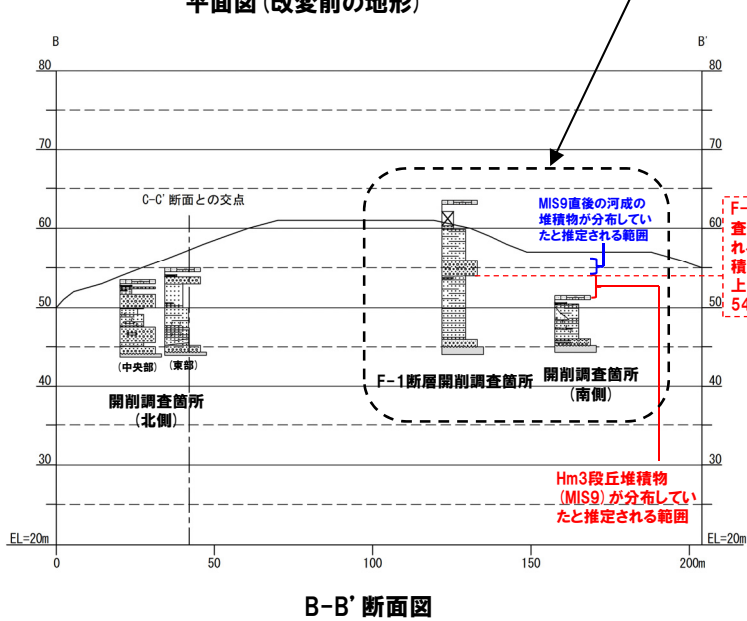 平面図(改変前の地形)
B
B'
80
80
70
70
C-C'断面との交点
MIS9直後の河成の
堆積物が分布してい
たと推定される範囲
F-
査
れ
積
上
54
60
60
50
50
(中央部)
(東部)
開削調査箇所
(北側)
F-1断層開削調査箇所
開削調査箇所
(南側)
40
40
30
30
Hm3段丘堆積物
(MIS9)が分布してい
たと推定される範囲
EL=20m
EL=20m
0
50
100
150
200m
B-B'断面図